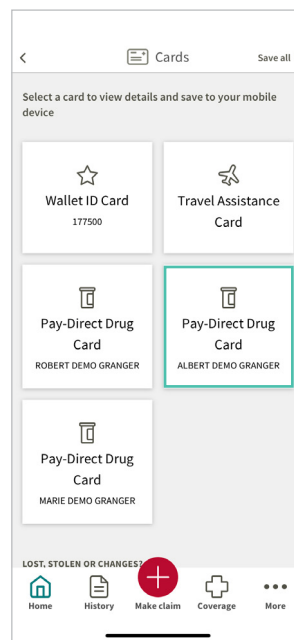 Cards
Save all
Select a card to view details and save to your mobile
device
Wallet ID Card
177500
Travel Assistance
Card
Pay-Direct Drug
Card
ROBERT DEMO GRANGER
Pay-Direct Drug
Card
ALBERT DEMO GRANGER
Pay-Direct Drug
Card
MARIE DEMO GRANGER
LOST, STOLEN OR CHANGES?
Home
History
Make claim
Coverage
More